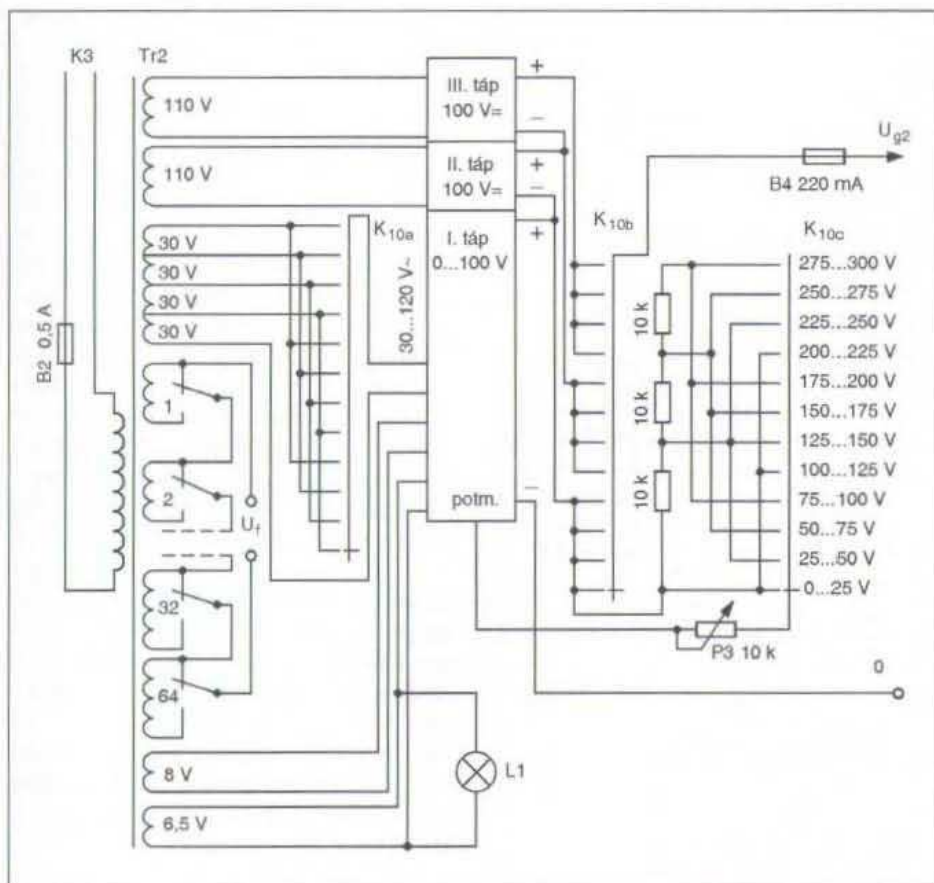 K3
Tr2
110 V
110 V
30 V
30 V
30 V
30 V
B2 0,5 A
1
2
U_f
32
64
8 V
6,5 V
K_10a
30...120 V~
III. táp
100 V=
II. táp
100 V=
I. táp
0...100 V
potm.
+
–
+
–
+
–
L1
K_10b
U_g2
B4 220 mA
K_10c
10 k
10 k
10 k
275...300 V
250...275 V
225...250 V
200...225 V
175...200 V
150...175 V
125...150 V
100...125 V
75...100 V
50...75 V
25...50 V
0...25 V
P3 10 k
0